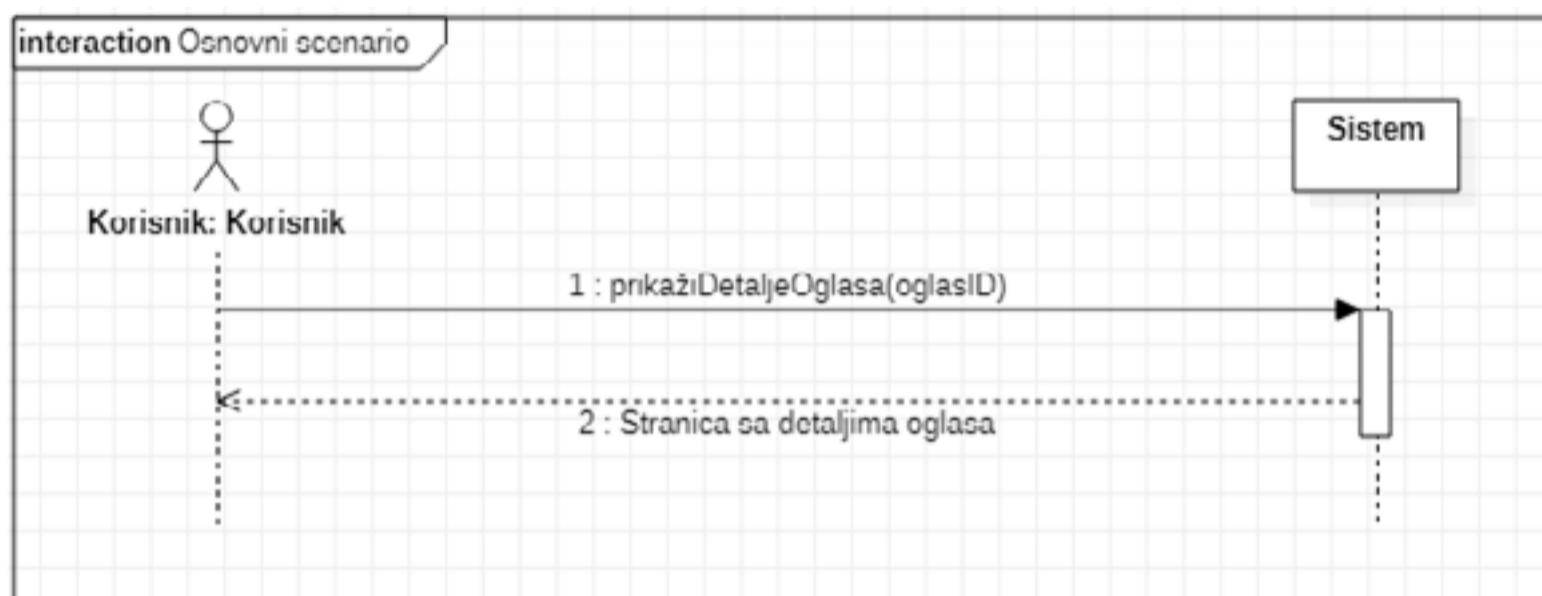 interaction Osnovni scenario
Sistem
Korisnik: Korisnik
1 : prikažiDetaljeOglasa(oglasID)
2 : Stranica sa detaljima oglasa